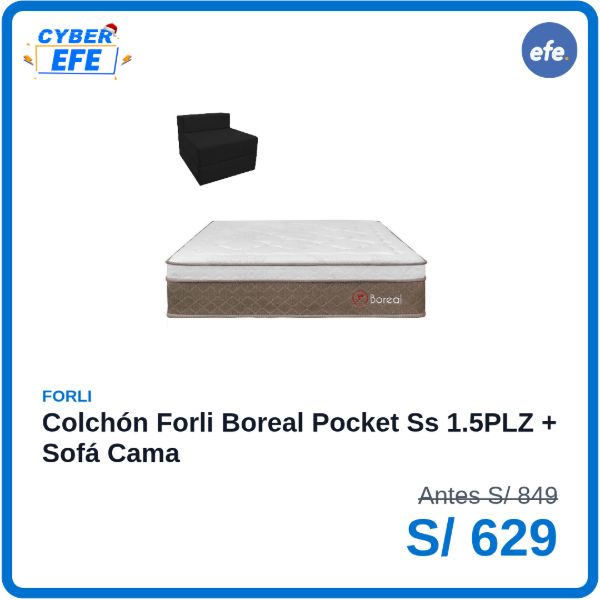 CYBER
EFE
efe.
Boreal
FORLI
Colchón Forli Boreal Pocket Ss 1.5PLZ +
Sofá Cama
Antes S/ 849
S/ 629